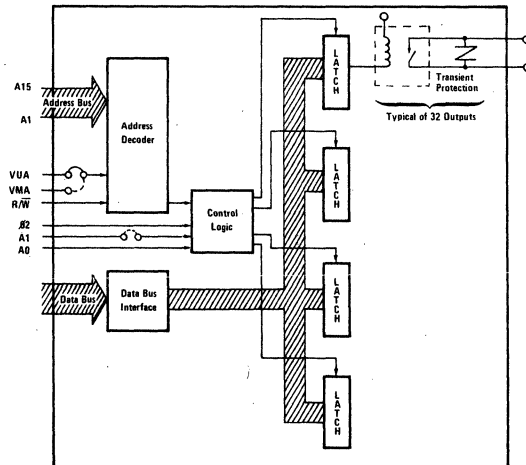 A15
Address Bus
A1
Address
Decoder
VUA
VMA
R/W̅
Ø2
A1
A0
Control
Logic
Data Bus
Data Bus
Interface
LATCH
LATCH
LATCH
LATCH
Transient
Protection
Typical of 32 Outputs